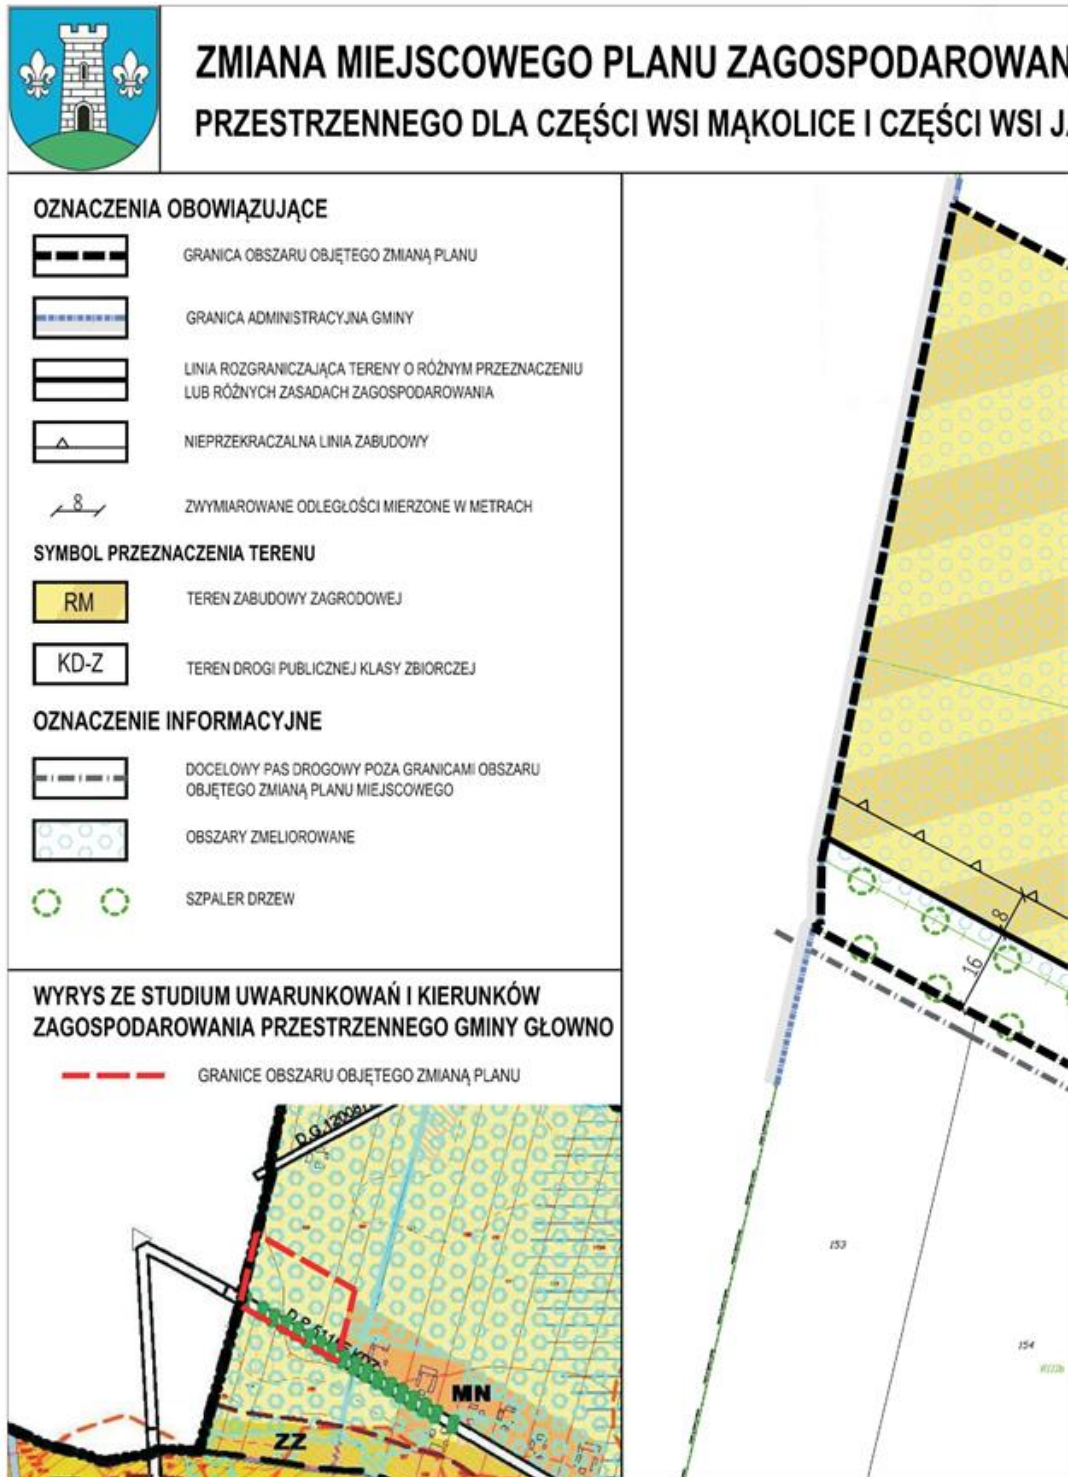 ZMIANA MIEJSCOWEGO PLANU ZAGOSPODAROWAN
PRZESTRZENNEGO DLA CZĘŚCI WSI MĄKOLICE I CZĘŚCI WSI J
OZNACZENIA OBOWIĄZUJĄCE
GRANICA OBSZARU OBJĘTEGO ZMIANĄ PLANU
GRANICA ADMINISTRACYJNA GMINY
LINIA ROZGRANICZAJĄCA TERENY O RÓŻNYM PRZEZNACZENIU
LUB RÓŻNYCH ZASADACH ZAGOSPODAROWANIA
NIEPRZEKRACZALNA LINIA ZABUDOWY
8 ZWYMIAROWANE ODLEGŁOŚCI MIERZONE W METRACH
SYMBOL PRZEZNACZENIA TERENU
RM TEREN ZABUDOWY ZAGRODOWEJ
KD-Z TEREN DROGI PUBLICZNEJ KLASY ZBIORCZEJ
OZNACZENIE INFORMACYJNE
DOCELOWY PAS DROGOWY POZA GRANICAMI OBSZARU
OBJĘTEGO ZMIANĄ PLANU MIEJSCOWEGO
OBSZARY ZMELIOROWANE
SZPALER DRZEW
WYRYS ZE STUDIUM UWARUNKOWAŃ I KIERUNKÓW
ZAGOSPODAROWANIA PRZESTRZENNEGO GMINY GŁOWNO
GRANICE OBSZARU OBJĘTEGO ZMIANĄ PLANU
MN
ZZ
8
16
153
154